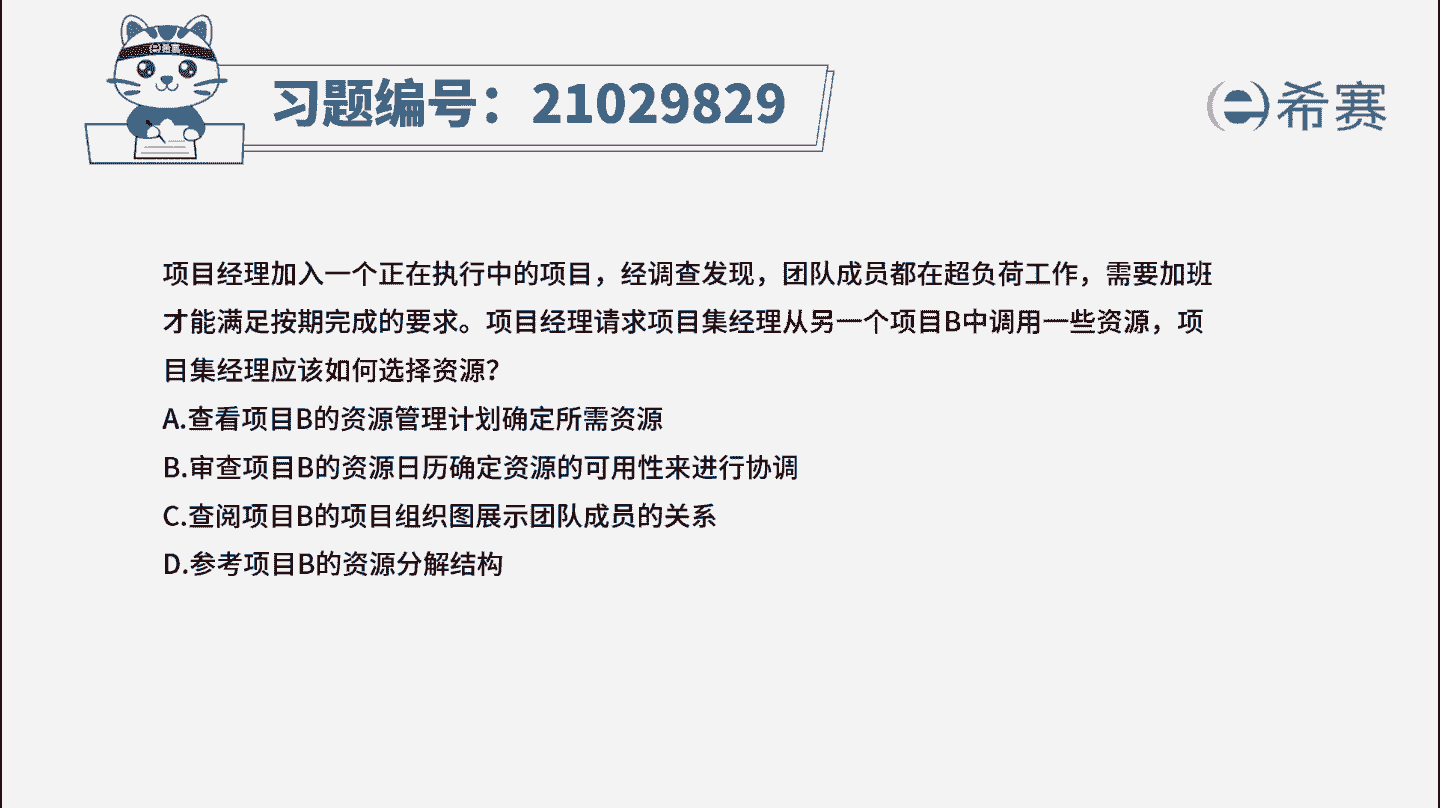 希赛
习题编号：21029829
希赛
项目经理加入一个正在执行中的项目，经调查发现，团队成员都在超负荷工作，需要加班
才能满足按期完成的要求。项目经理请求项目集经理从另一个项目B中调用一些资源，项
目集经理应该如何选择资源？
A.查看项目B的资源管理计划确定所需资源
B.审查项目B的资源日历确定资源的可用性来进行协调
C.查阅项目B的项目组织图展示团队成员的关系
D.参考项目B的资源分解结构